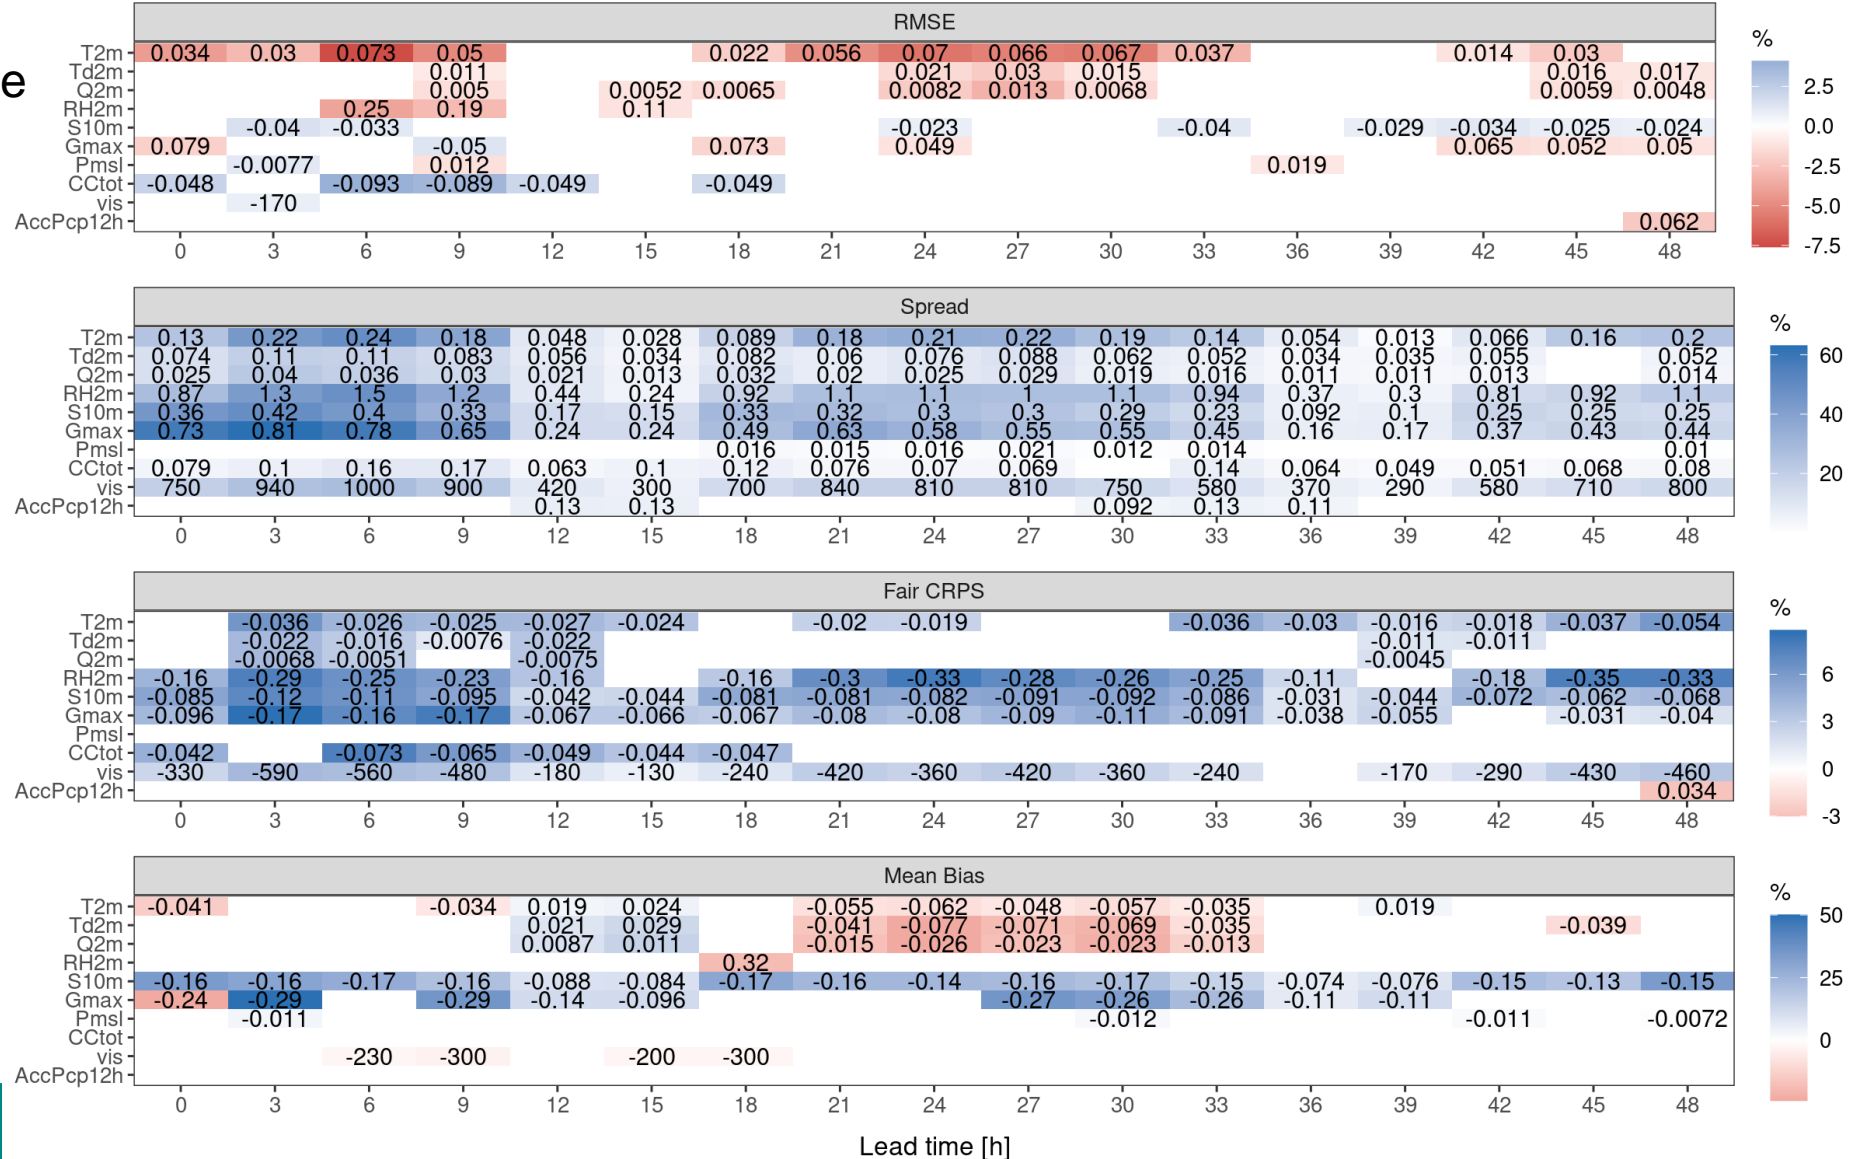 e
RMSE
T2m 0.034 0.03 0.073 0.05 0.022 0.056 0.07 0.066 0.067 0.037 0.014 0.03
Td2m 0.011 0.021 0.03 0.015 0.016 0.017
Q2m 0.005 0.0052 0.0065 0.0082 0.013 0.0068 0.0059 0.0048
RH2m 0.25 0.19 0.11
S10m -0.04 -0.033 -0.023 -0.04 -0.029 -0.034 -0.025 -0.024
Gmax 0.079 -0.05 0.073 0.049 0.065 0.052 0.05
Pmsl -0.0077 0.012 0.019
CCtot -0.048 -0.093 -0.089 -0.049 -0.049
vis -170
AccPcp12h 0.062
0 3 6 9 12 15 18 21 24 27 30 33 36 39 42 45 48
%
2.5
0.0
-2.5
-5.0
-7.5
Spread
T2m 0.13 0.22 0.24 0.18 0.048 0.028 0.089 0.18 0.21 0.22 0.19 0.14 0.054 0.013 0.066 0.16 0.2
Td2m 0.074 0.11 0.11 0.083 0.056 0.034 0.082 0.06 0.076 0.088 0.062 0.052 0.034 0.035 0.055 0.052
Q2m 0.025 0.04 0.036 0.03 0.021 0.013 0.032 0.02 0.025 0.029 0.019 0.016 0.011 0.011 0.013 0.014
RH2m 0.87 1.3 1.5 1.2 0.44 0.24 0.92 1.1 1.1 1 1.1 0.94 0.37 0.3 0.81 0.92 1.1
S10m 0.36 0.42 0.4 0.33 0.17 0.15 0.33 0.32 0.3 0.3 0.29 0.23 0.092 0.1 0.25 0.25 0.25
Gmax 0.73 0.81 0.78 0.65 0.24 0.24 0.49 0.63 0.58 0.55 0.55 0.45 0.16 0.17 0.37 0.43 0.44
Pmsl 0.016 0.015 0.016 0.021 0.012 0.014 0.01
CCtot 0.079 0.1 0.16 0.17 0.063 0.1 0.12 0.076 0.07 0.069 0.14 0.064 0.049 0.051 0.068 0.08
vis 750 940 1000 900 420 300 700 840 810 810 750 580 370 290 580 710 800
AccPcp12h 0.13 0.13 0.092 0.13 0.11
0 3 6 9 12 15 18 21 24 27 30 33 36 39 42 45 48
%
60
40
20
Fair CRPS
T2m -0.036 -0.026 -0.025 -0.027 -0.024 -0.02 -0.019 -0.036 -0.03 -0.016 -0.018 -0.037 -0.054
Td2m -0.022 -0.016 -0.0076 -0.022 -0.011 -0.011
Q2m -0.0068 -0.0051 -0.0075 -0.0045
RH2m -0.16 -0.29 -0.25 -0.23 -0.16 -0.16 -0.3 -0.33 -0.28 -0.26 -0.25 -0.11 -0.18 -0.35 -0.33
S10m -0.085 -0.12 -0.11 -0.095 -0.042 -0.044 -0.081 -0.081 -0.082 -0.091 -0.092 -0.086 -0.031 -0.044 -0.072 -0.062 -0.068
Gmax -0.096 -0.17 -0.16 -0.17 -0.067 -0.066 -0.067 -0.08 -0.08 -0.09 -0.11 -0.091 -0.038 -0.055 -0.031 -0.04
Pmsl
CCtot -0.042 -0.073 -0.065 -0.049 -0.044 -0.047
vis -330 -590 -560 -480 -180 -130 -240 -420 -360 -420 -360 -240 -170 -290 -430 -460
AccPcp12h 0.034
0 3 6 9 12 15 18 21 24 27 30 33 36 39 42 45 48
%
6
3
0
-3
Mean Bias
T2m -0.041 -0.034 0.019 0.024 -0.055 -0.062 -0.048 -0.057 -0.035 0.019
Td2m 0.021 0.029 -0.041 -0.077 -0.071 -0.069 -0.035 -0.039
Q2m 0.0087 0.011 -0.015 -0.026 -0.023 -0.023 -0.013
RH2m 0.32
S10m -0.16 -0.16 -0.17 -0.16 -0.088 -0.084 -0.17 -0.16 -0.14 -0.16 -0.17 -0.15 -0.074 -0.076 -0.15 -0.13 -0.15
Gmax -0.24 -0.29 -0.29 -0.14 -0.096 -0.27 -0.26 -0.26 -0.11 -0.11
Pmsl -0.011 -0.012 -0.011 -0.0072
CCtot
vis -230 -300 -200 -300
AccPcp12h
0 3 6 9 12 15 18 21 24 27 30 33 36 39 42 45 48
%
50
25
0
Lead time [h]